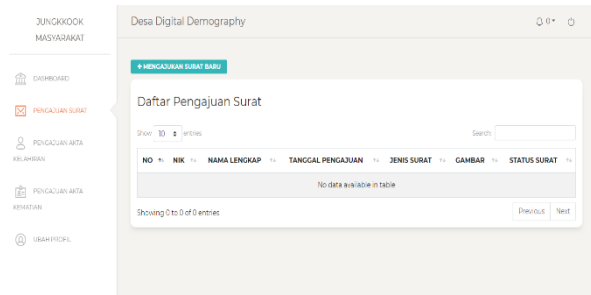 JUNGKKOOK
MASYARAKAT
DASHBOARD
PENGAJUAN SURAT
PENGAJUAN AKTA
KELAHIRAN
PENGAJUAN AKTA
KEMATIAN
UBAH PROFIL
Desa Digital Demography
0
+ MENGAJUKAN SURAT BARU
Daftar Pengajuan Surat
Show 10 entries Search:
NO NIK NAMA LENGKAP TANGGAL PENGAJUAN JENIS SURAT GAMBAR STATUS SURAT
No data available in table
Showing 0 to 0 of 0 entries Previous Next